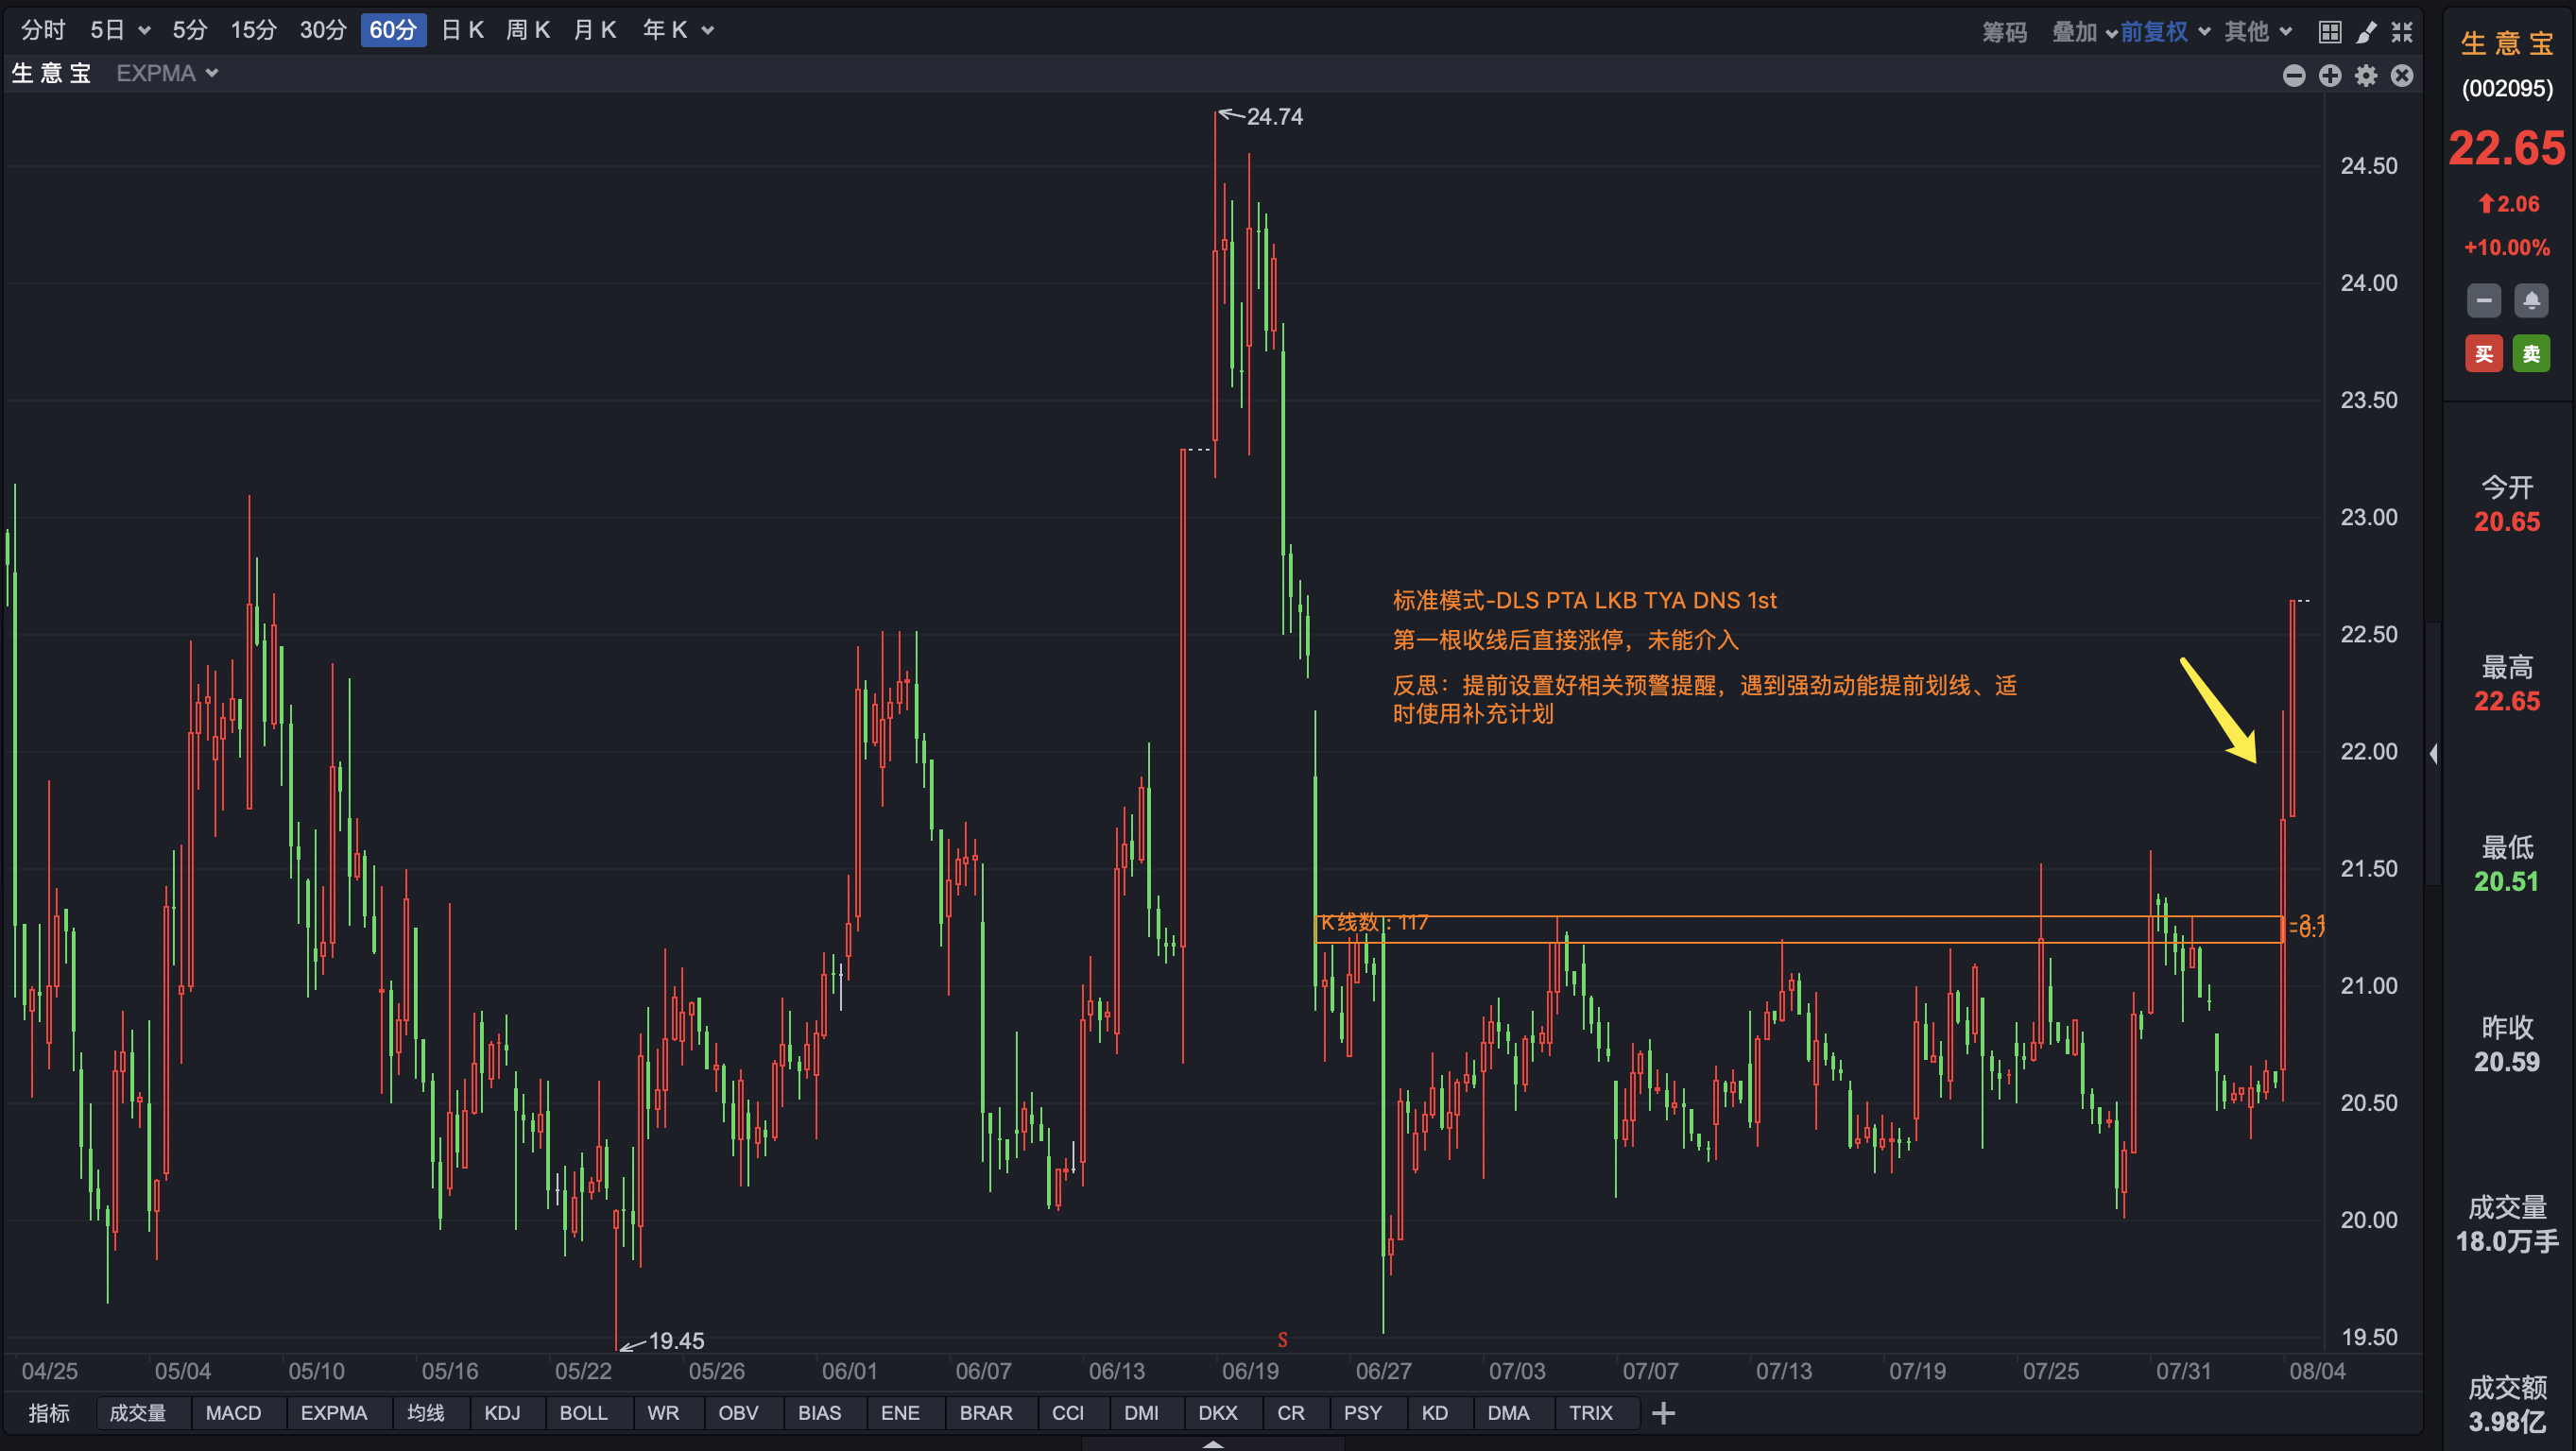 分时 5日 5分 15分 30分 60分 日K 周K 月K 年K 筹码 叠加 前复权 其他
生意宝 EXPMA
24.74
24.50
24.00
23.50
23.00
22.50
22.00
21.50
21.00
20.50
20.00
19.50
标准模式-DLS PTA LKB TYA DNS 1st
第一根收线后直接涨停，未能介入
反思：提前设置好相关预警提醒，遇到强劲动能提前划线、适
时使用补充计划
K线数：117
19.45
S
04/25 05/04 05/10 05/16 05/22 05/26 06/01 06/07 06/13 06/19 06/27 07/03 07/07 07/13 07/19 07/25 07/31 08/04
指标 成交量 MACD EXPMA 均线 KDJ BOLL WR OBV BIAS ENE BRAR CCI DMI DKX CR PSY KD DMA TRIX
生意宝
(002095)
22.65
2.06
+10.00%
买 卖
今开
20.65
最高
22.65
最低
20.51
昨收
20.59
成交量
18.0万手
成交额
3.98亿